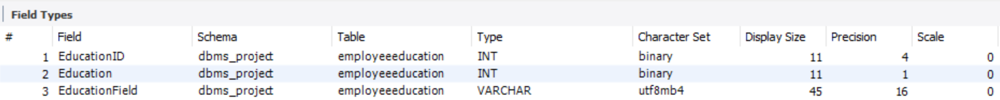 Field Types
# Field Schema Table Type Character Set Display Size Precision Scale
1 EducationID dbms_project employeeeducation INT binary 11 4 0
2 Education dbms_project employeeeducation INT binary 11 1 0
3 EducationField dbms_project employeeeducation VARCHAR utf8mb4 45 16 0